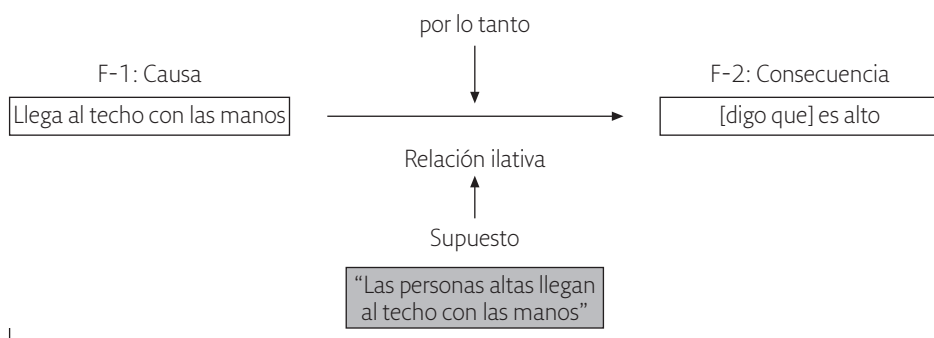 por lo tanto
F-1: Causa
F-2: Consecuencia
Llega al techo con las manos
[digo que] es alto
Relación ilativa
Supuesto
“Las personas altas llegan
al techo con las manos”